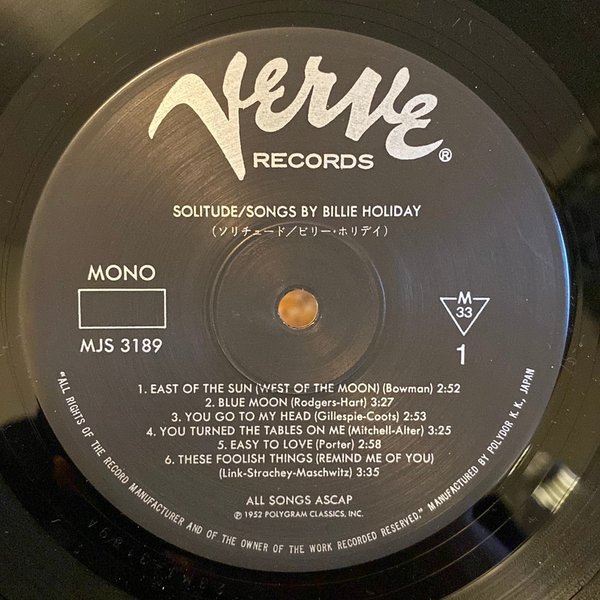 Verve
RECORDS ®
SOLITUDE/SONGS BY BILLIE HOLIDAY
(ソリチュード/ビリー・ホリデイ)
MONO
MJS 3189
M
33
1
1. EAST OF THE SUN (WEST OF THE MOON) (Bowman) 2:52
2. BLUE MOON (Rodgers-Hart) 3:27
3. YOU GO TO MY HEAD (Gillespie-Coots) 2:53
4. YOU TURNED THE TABLES ON ME (Mitchell-Alter) 3:25
5. EASY TO LOVE (Porter) 2:58
6. THESE FOOLISH THINGS (REMIND ME OF YOU)
(Link-Strachey-Maschwitz) 3:35
ALL SONGS ASCAP
℗ 1952 POLYGRAM CLASSICS, INC.
"ALL RIGHTS OF THE RECORD MANUFACTURER AND OF THE OWNER OF THE WORK RECORDED RESERVED." MANUFACTURED BY POLYDOR K.K., JAPAN